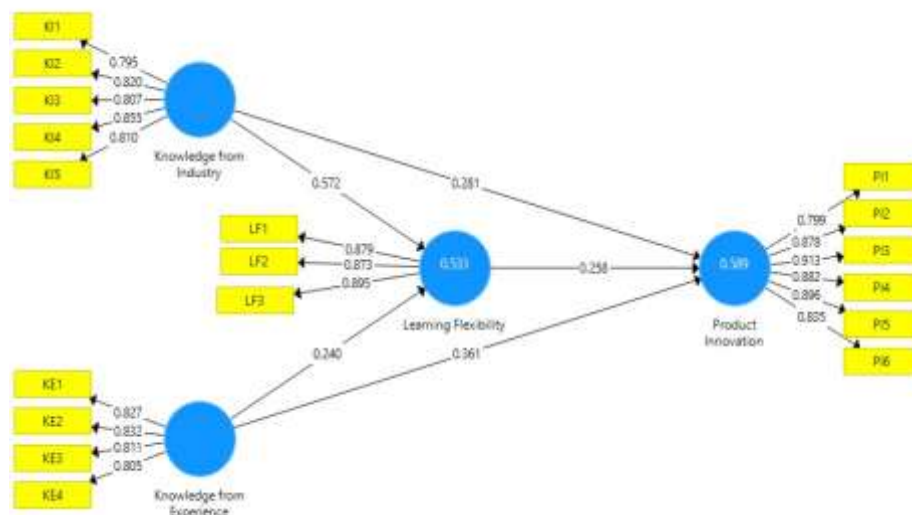 KI1
KI2
KI3
KI4
KI5
0.795
0.820
0.807
0.855
0.810
Knowledge from
Industry
0.572
0.281
LF1
LF2
LF3
0.879
0.873
0.895
0.533
Learning Flexibility
0.258
0.240
0.361
0.589
Product
Innovation
PI1
PI2
PI3
PI4
PI5
PI6
0.799
0.878
0.913
0.882
0.896
0.835
KE1
KE2
KE3
KE4
0.827
0.832
0.811
0.805
Knowledge from
Experience